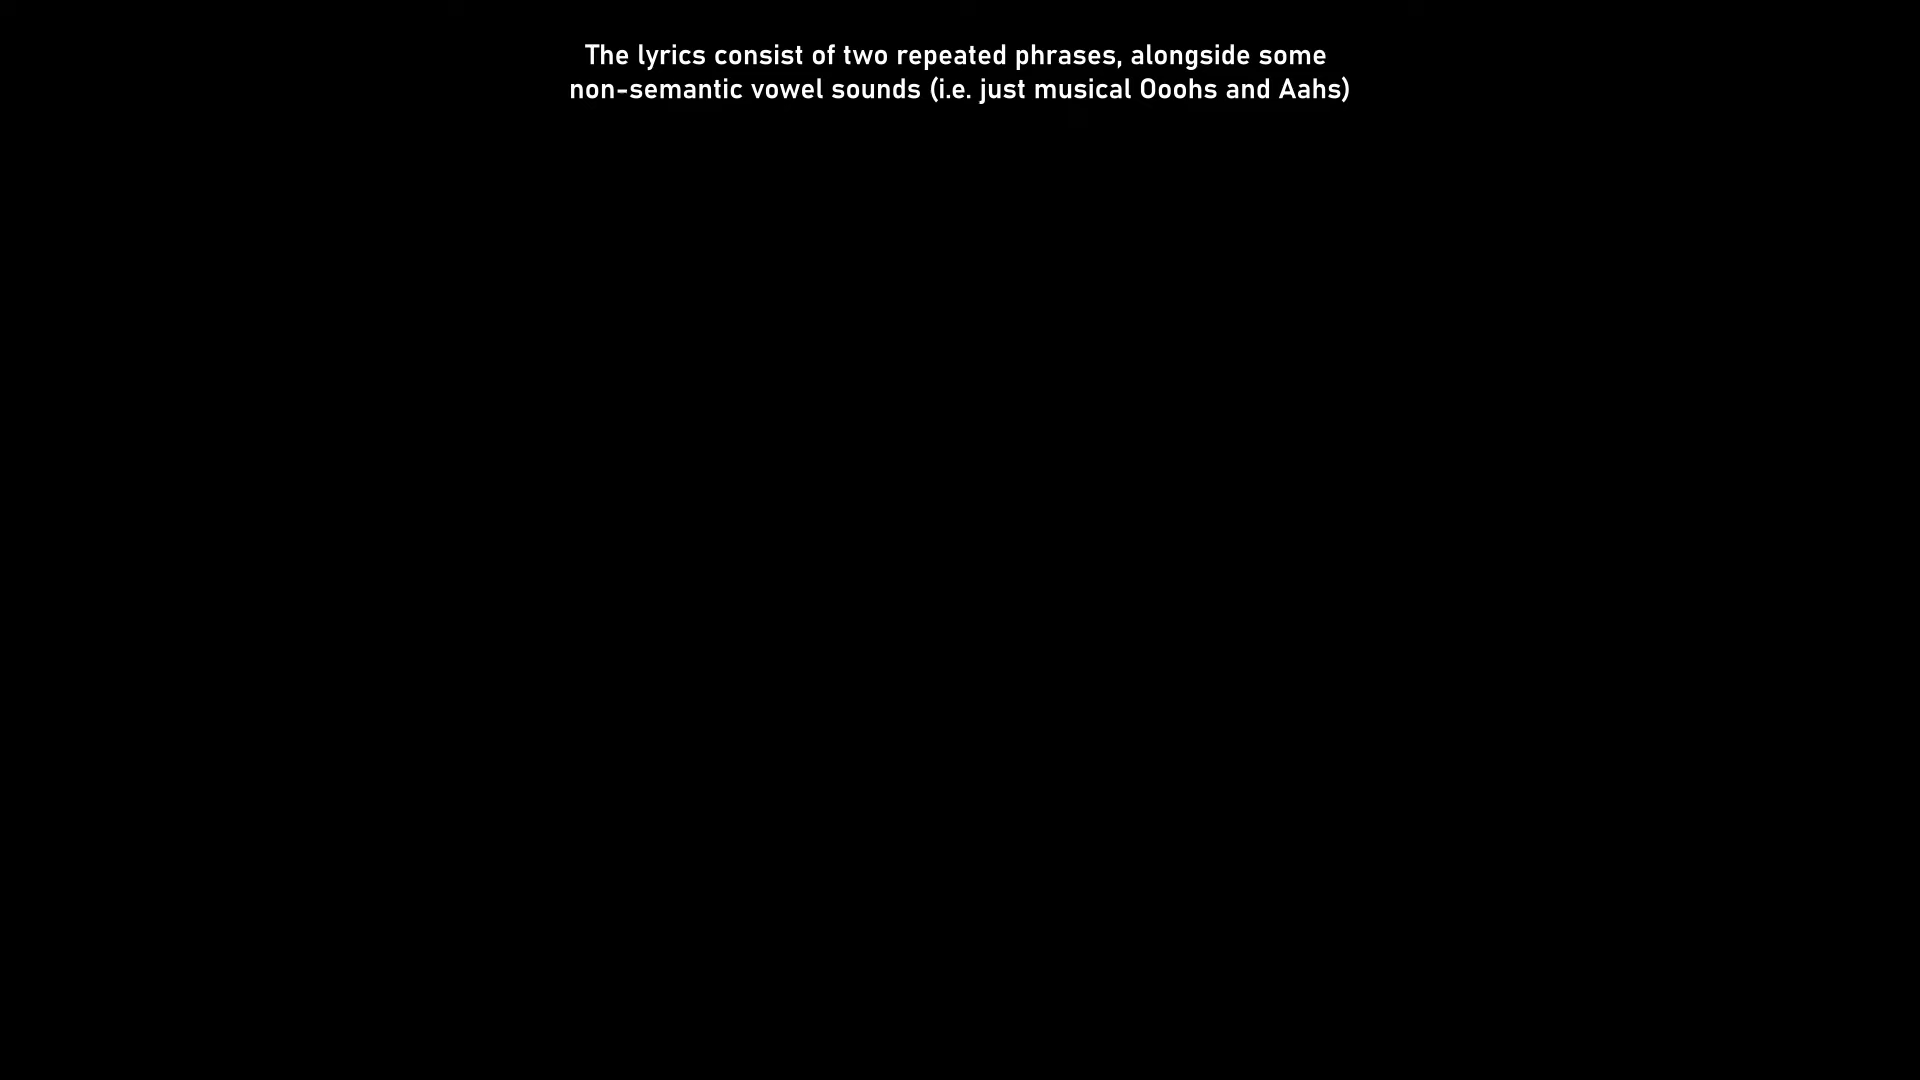 The lyrics consist of two repeated phrases, alongside some
non-semantic vowel sounds (i.e. just musical Ooohs and Aahs)